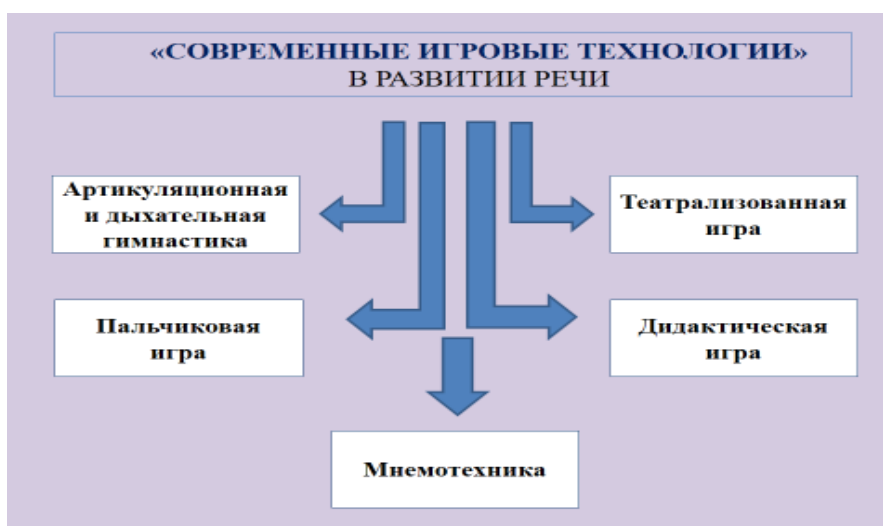 «СОВРЕМЕННЫЕ ИГРОВЫЕ ТЕХНОЛОГИИ»
В РАЗВИТИИ РЕЧИ
Артикуляционная
и дыхательная
гимнастика
Театрализованная
игра
Пальчиковая
игра
Дидактическая
игра
Мнемотехника